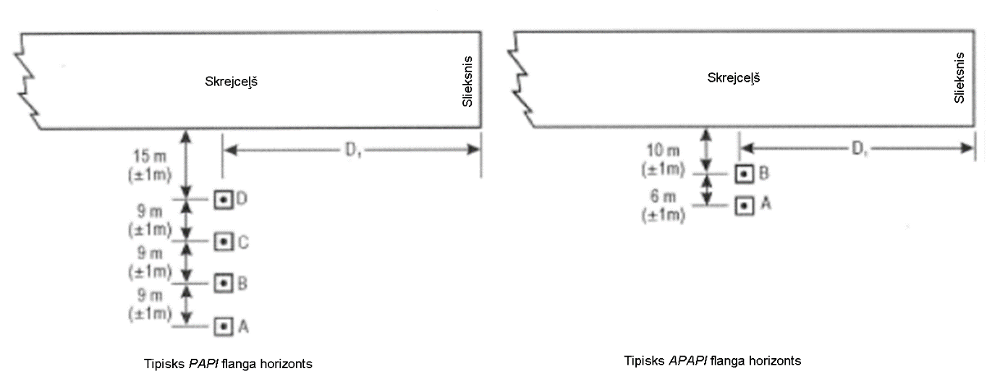 Skrejceļš
Slieksnis
15 m
(±1m)
D₁
D
9 m
(±1m)
C
9 m
(±1m)
B
9 m
(±1m)
A
Tipisks PAPI flanga horizonts
Skrejceļš
Slieksnis
10 m
(±1m)
D₁
B
6 m
(±1m)
A
Tipisks APAPI flanga horizonts